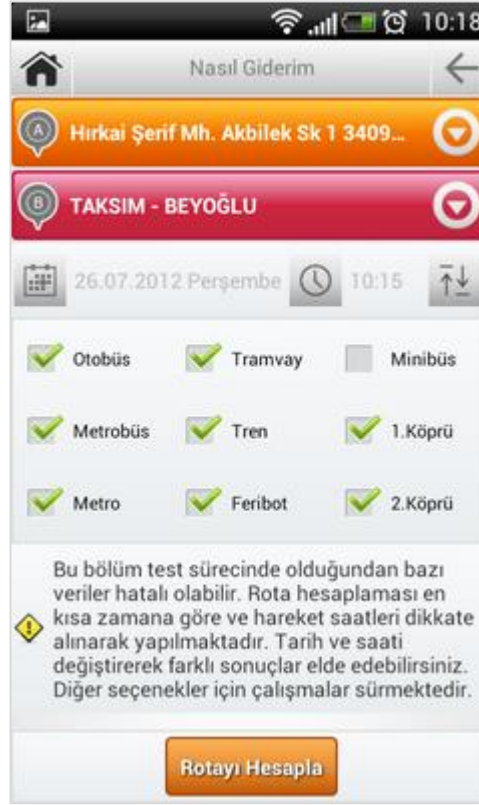 10:18
Nasıl Giderim
A Hırkai Şerif Mh. Akbilek Sk 1 3409...
B TAKSIM - BEYOĞLU
26.07.2012 Perşembe 10:15
Otobüs Tramvay Minibüs
Metrobüs Tren 1.Köprü
Metro Feribot 2.Köprü
Bu bölüm test sürecinde olduğundan bazı
veriler hatalı olabilir. Rota hesaplaması en
kısa zamana göre ve hareket saatleri dikkate
alınarak yapılmaktadır. Tarih ve saati
değiştirerek farklı sonuçlar elde edebilirsiniz.
Diğer seçenekler için çalışmalar sürmektedir.
Rotayı Hesapla